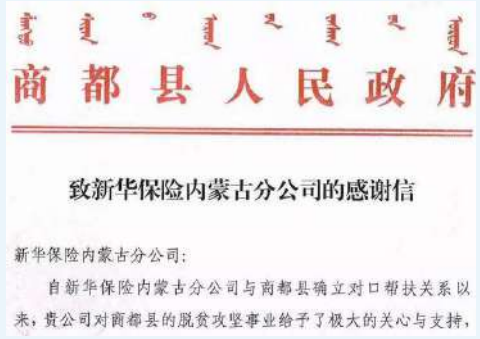 商都县人民政府
致新华保险内蒙古分公司的感谢信
新华保险内蒙古分公司：
自新华保险内蒙古分公司与商都县确立对口帮扶关系以
来，贵公司对商都县的脱贫攻坚事业给予了极大的关心与支持，